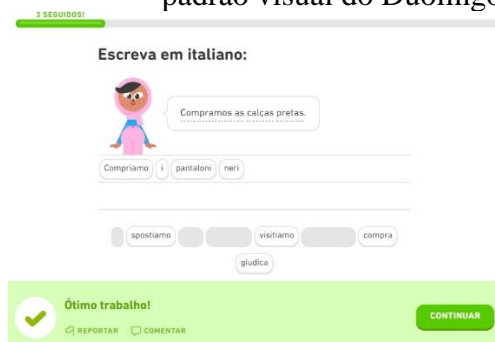 padrão visual do Duolingo
3 SEGUIDOS!
Escreva em italiano:
Compramos as calças pretas.
Compriamo i pantaloni neri
spostiamo visitiamo compra
giudica
Ótimo trabalho!
CONTINUAR
REPORTAR COMENTAR